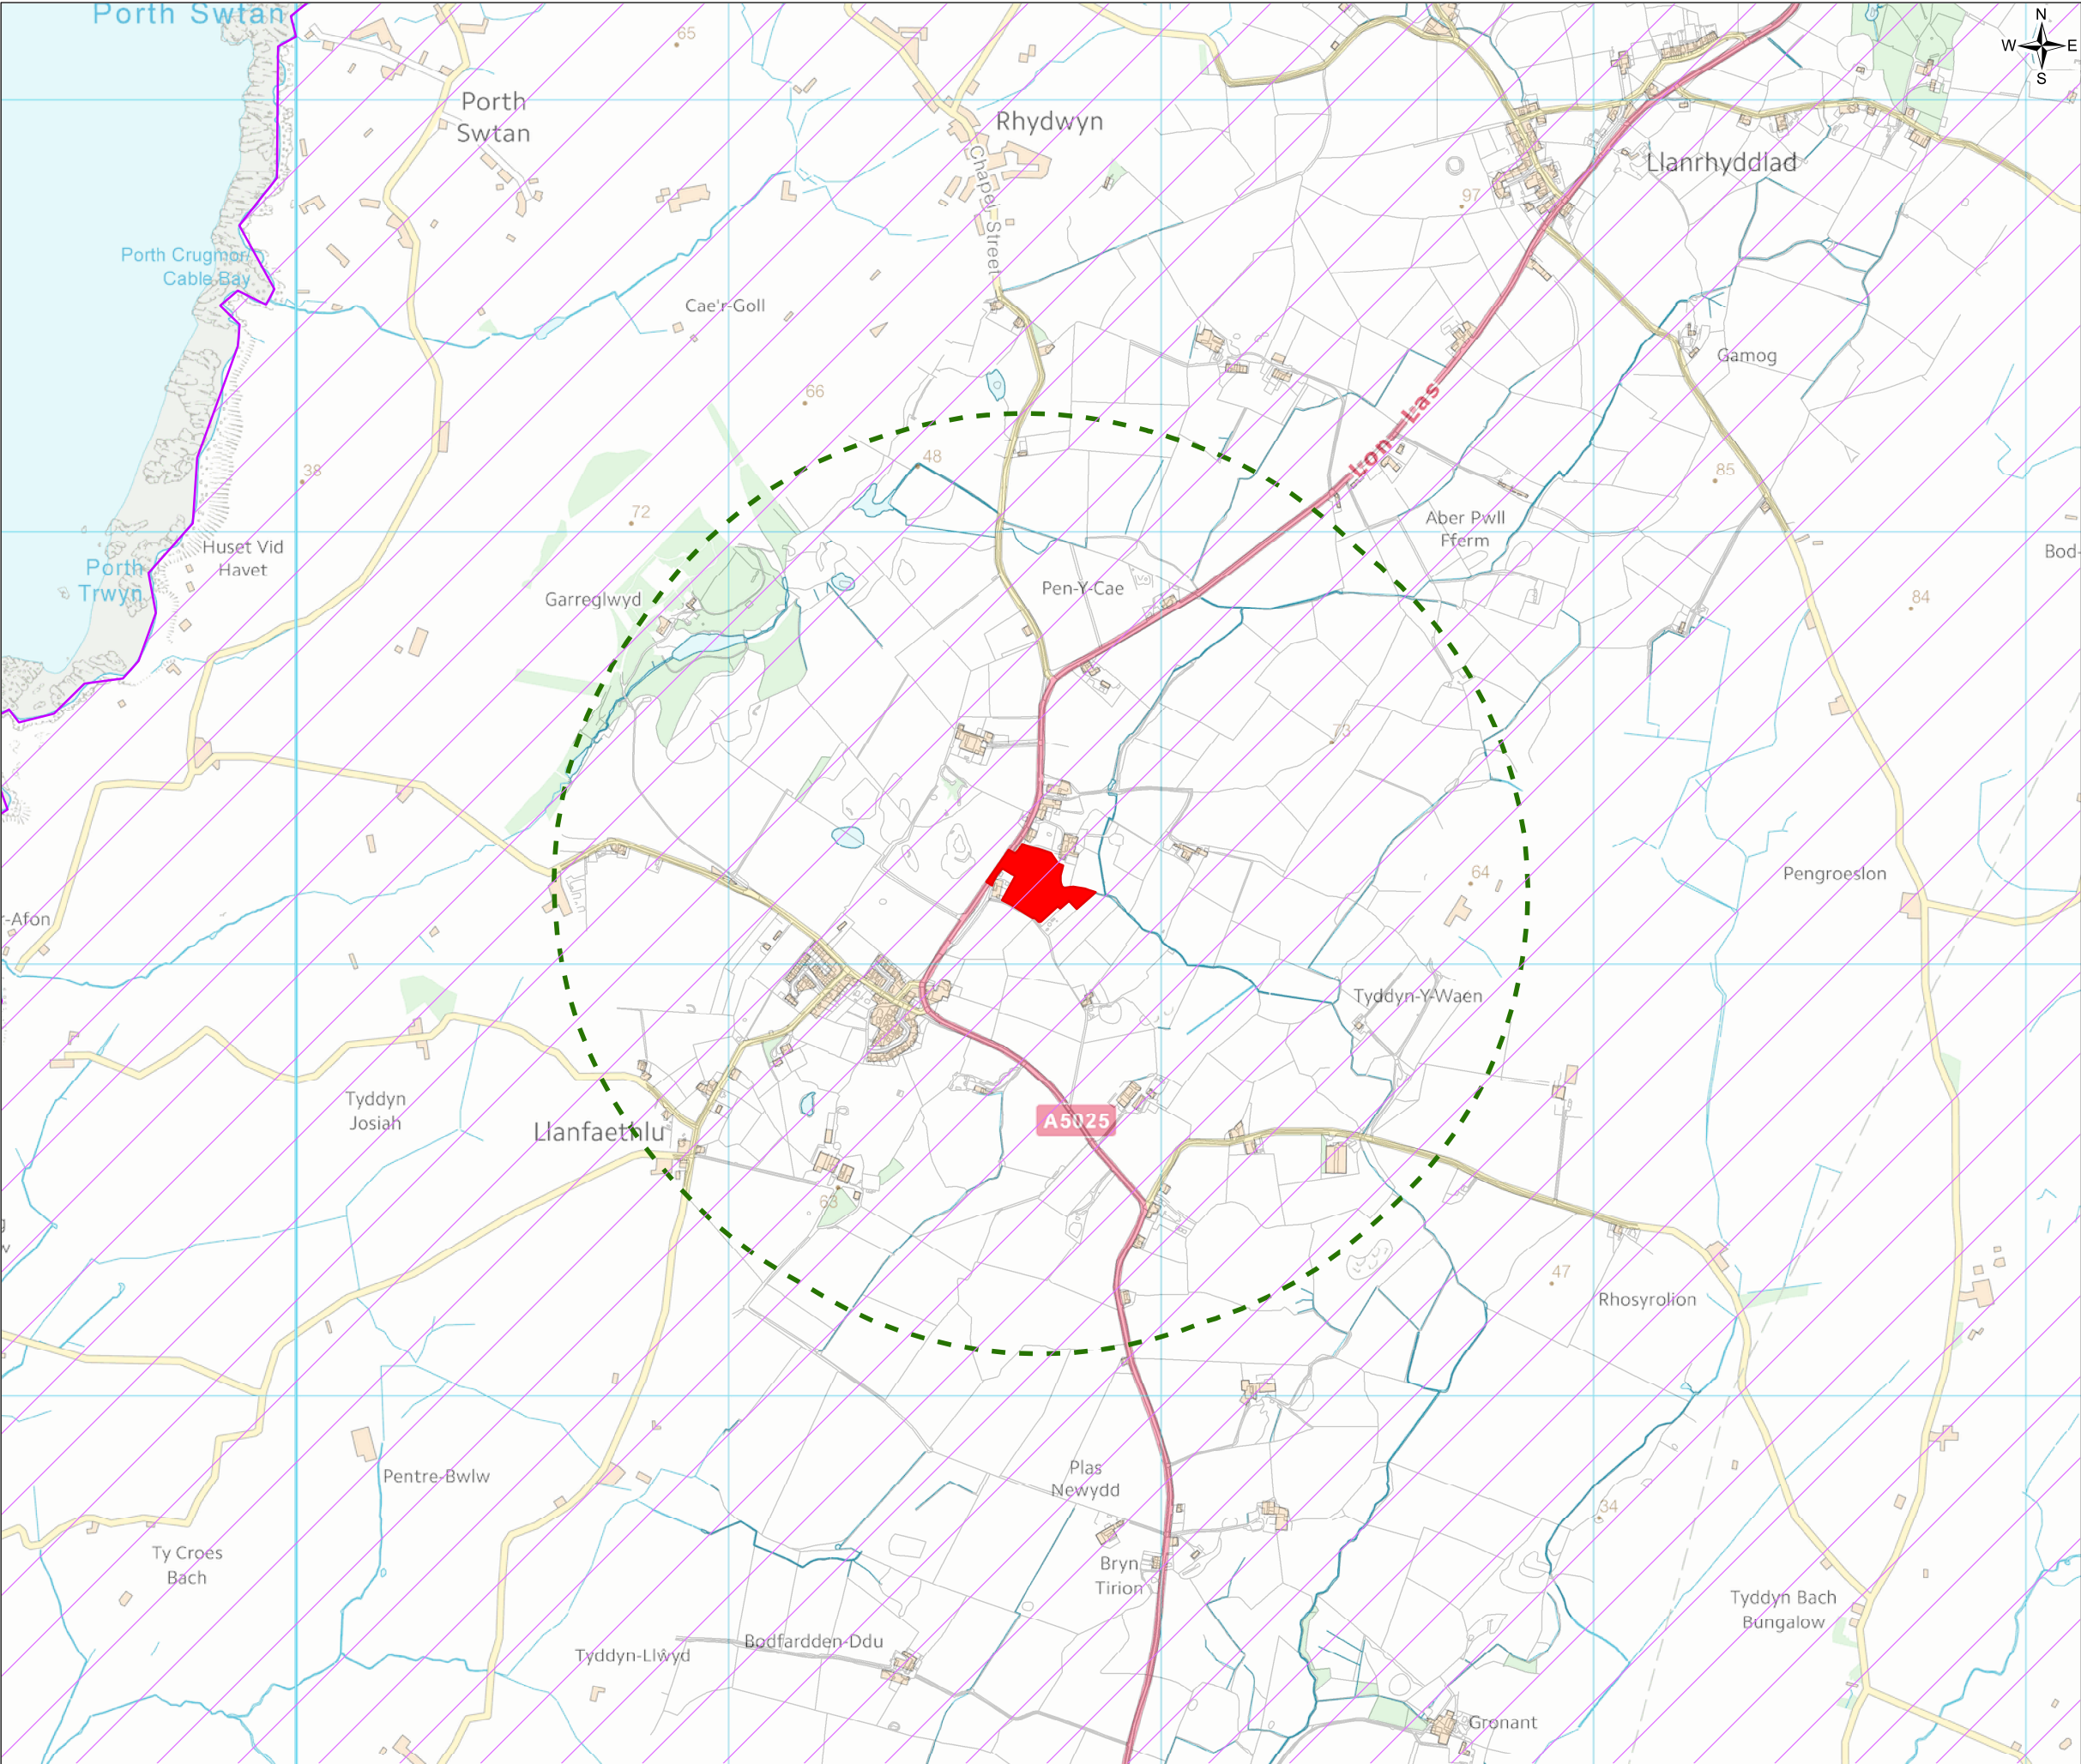 Porth Swtan
N
W E
S
65
Porth
Swtan
Rhydwyn
Chapel Street
Llanrhyddlad
97
Porth Crugmor/
Cable Bay
Cae'r-Goll
Gamog
66
Lon Las
48
38
85
72
Aber Pwll
Fferm
Huset Vid
Havet
Bod-
Porth
Trwyn
Garreglwyd
Pen-Y-Cae
84
73
64
Pengroeslon
r-Afon
Tyddyn-Y-Waen
Tyddyn
Josiah
Llanfaethlu
A5025
63
47
Rhosyrolion
Pentre-Bwlw
Plas
Newydd
34
Ty Croes
Bach
Bryn
Tirion
Tyddyn Bach
Bungalow
Bodfardden-Ddu
Tyddyn-Llŵyd
Gronant